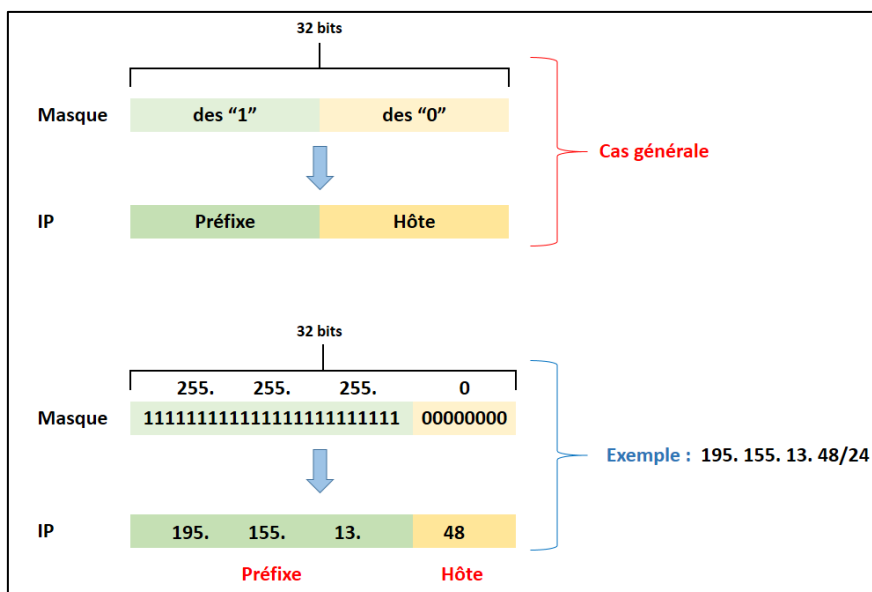 32 bits
Masque des “1” des “0”
Cas générale
IP Préfixe Hôte
32 bits
255. 255. 255. 0
Masque 111111111111111111111111 00000000
Exemple : 195. 155. 13. 48/24
IP 195. 155. 13. 48
Préfixe Hôte